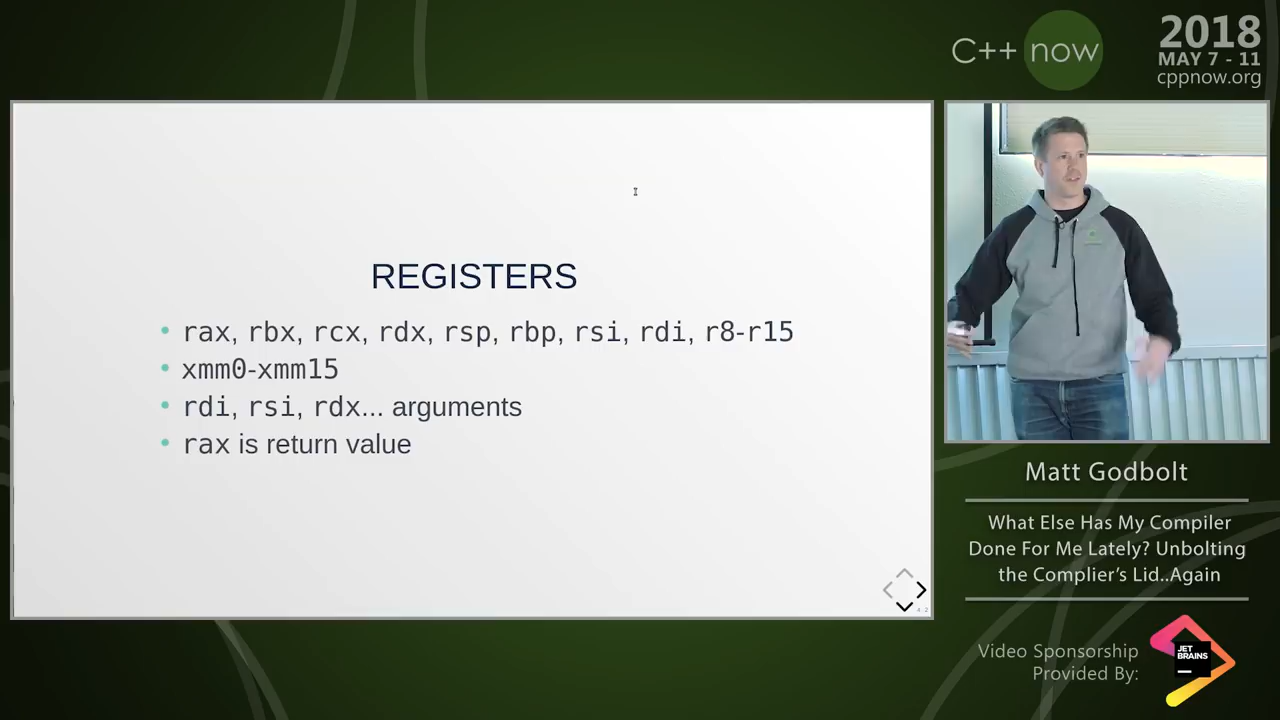 C++ now
2018
MAY 7 - 11
cppnow.org
REGISTERS
rax, rbx, rcx, rdx, rsp, rbp, rsi, rdi, r8-r15
xmm0-xmm15
rdi, rsi, rdx... arguments
rax is return value
Matt Godbolt
What Else Has My Compiler
Done For Me Lately? Unbolting
the Complier's Lid..Again
Video Sponsorship
Provided By:
JET
BRAINS